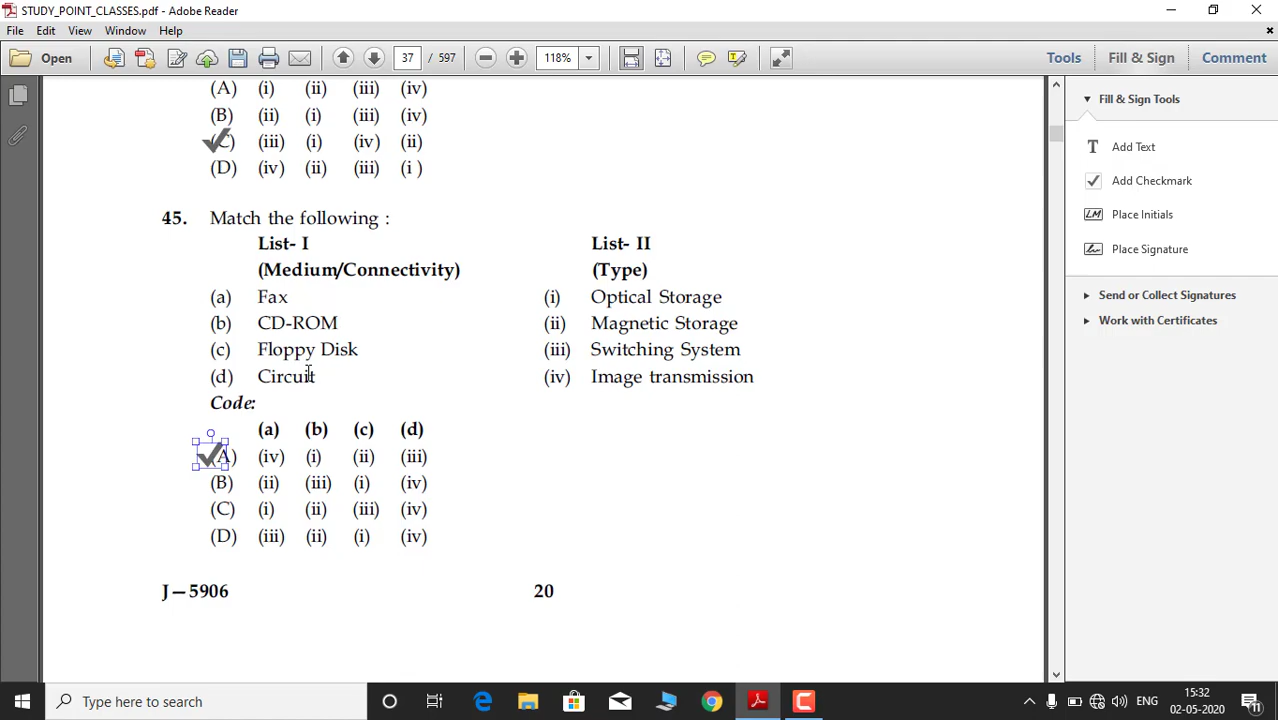 STUDY_POINT_CLASSES.pdf - Adobe Reader
File Edit View Window Help
Open 37 / 597 118% Tools Fill & Sign Comment
(A) (i) (ii) (iii) (iv)
(B) (ii) (i) (iii) (iv)
(C) (iii) (i) (iv) (ii)
(D) (iv) (ii) (iii) (i )
45. Match the following :
List- I List- II
(Medium/Connectivity) (Type)
(a) Fax (i) Optical Storage
(b) CD-ROM (ii) Magnetic Storage
(c) Floppy Disk (iii) Switching System
(d) Circuit (iv) Image transmission
Code:
(a) (b) (c) (d)
(A) (iv) (i) (ii) (iii)
(B) (ii) (iii) (i) (iv)
(C) (i) (ii) (iii) (iv)
(D) (iii) (ii) (i) (iv)
J—5906 20
Fill & Sign Tools
T Add Text
Add Checkmark
LM Place Initials
Place Signature
Send or Collect Signatures
Work with Certificates
Type here to search
ENG
15:32
02-05-2020
11